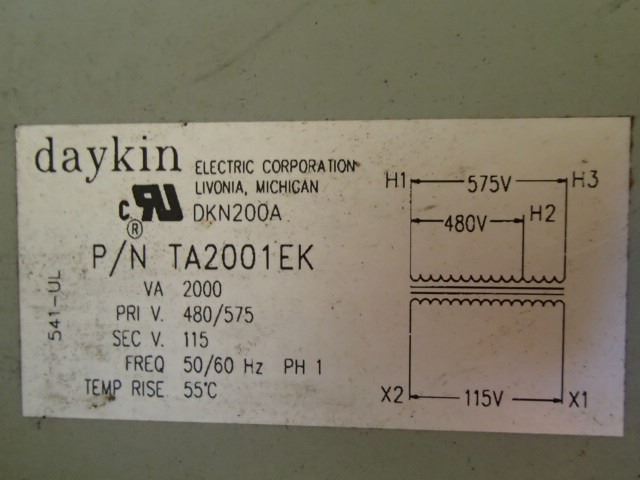 daykin ELECTRIC CORPORATION
LIVONIA, MICHIGAN
DKN200A
c RU ®
P/N TA2001EK
VA 2000
PRI V. 480/575
SEC V. 115
FREQ 50/60 Hz PH 1
TEMP RISE 55°C
541-UL
H1 575V H3
480V H2
X2 115V X1